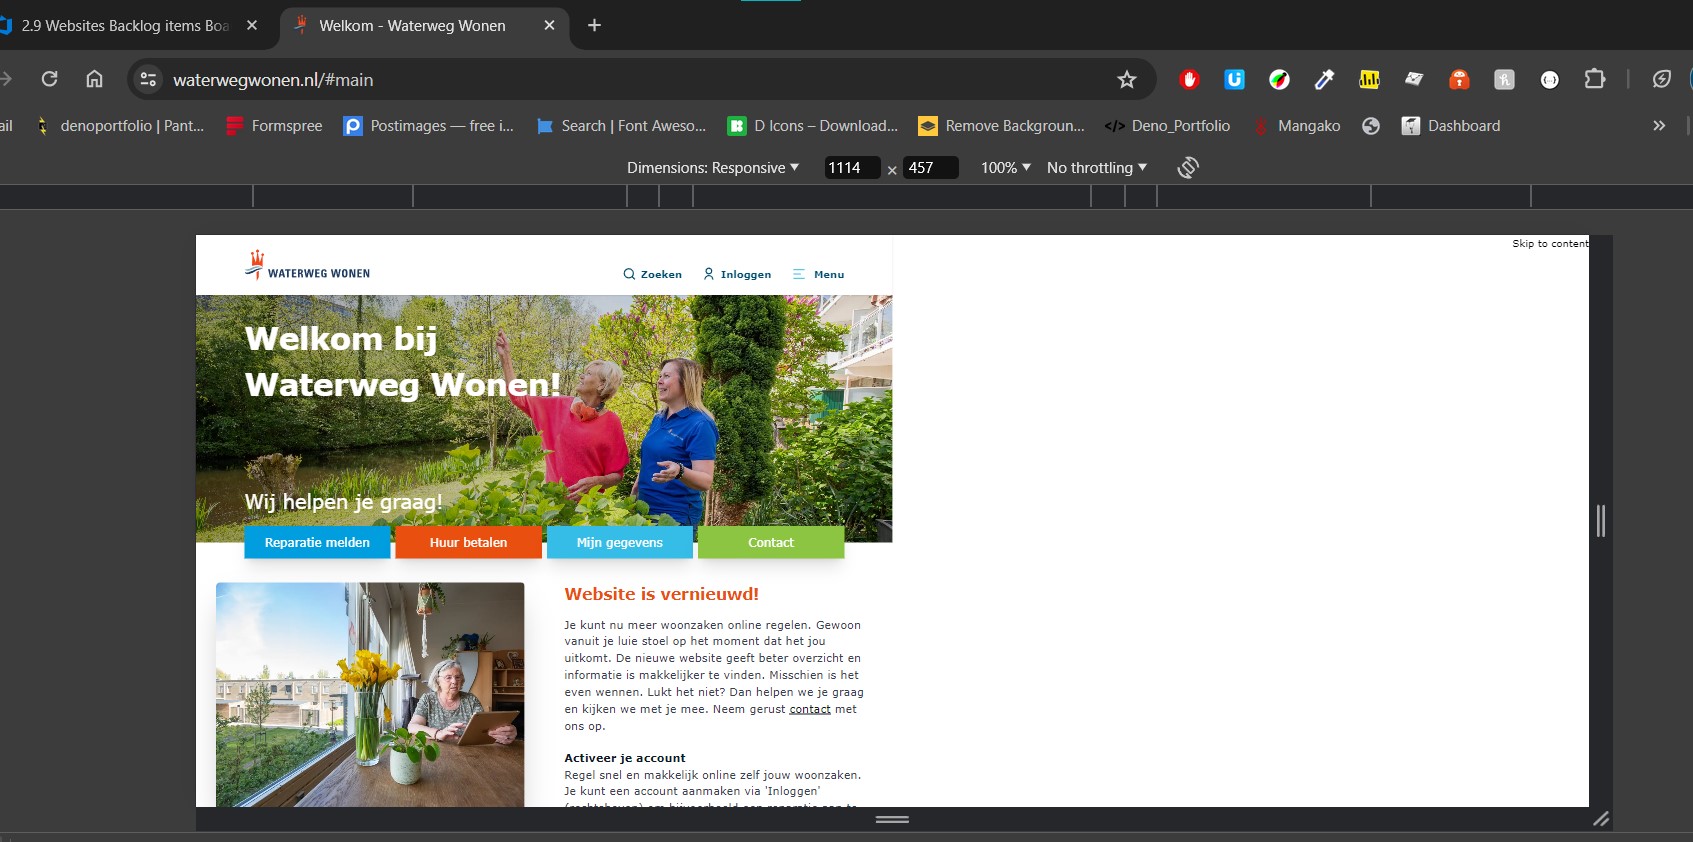 2.9 Websites Backlog items Boa
Welkom - Waterweg Wonen
waterwegwonen.nl/#main
ail
denoportfolio | Pant...
Formspree
Postimages — free i...
Search | Font Aweso...
D Icons – Download...
Remove Backgroun...
Deno_Portfolio
Mangako
Dashboard
Dimensions: Responsive
1114 × 457
100%
No throttling
Skip to content
WATERWEG WONEN
Zoeken
Inloggen
Menu
Welkom bij
Waterweg Wonen!
Wij helpen je graag!
Reparatie melden
Huur betalen
Mijn gegevens
Contact
Website is vernieuwd!
Je kunt nu meer woonzaken online regelen. Gewoon
vanuit je luie stoel op het moment dat het jou
uitkomt. De nieuwe website geeft beter overzicht en
informatie is makkelijker te vinden. Misschien is het
even wennen. Lukt het niet? Dan helpen we je graag
en kijken we met je mee. Neem gerust contact met
ons op.
Activeer je account
Regel snel en makkelijk online zelf jouw woonzaken.
Je kunt een account aanmaken via 'Inloggen'